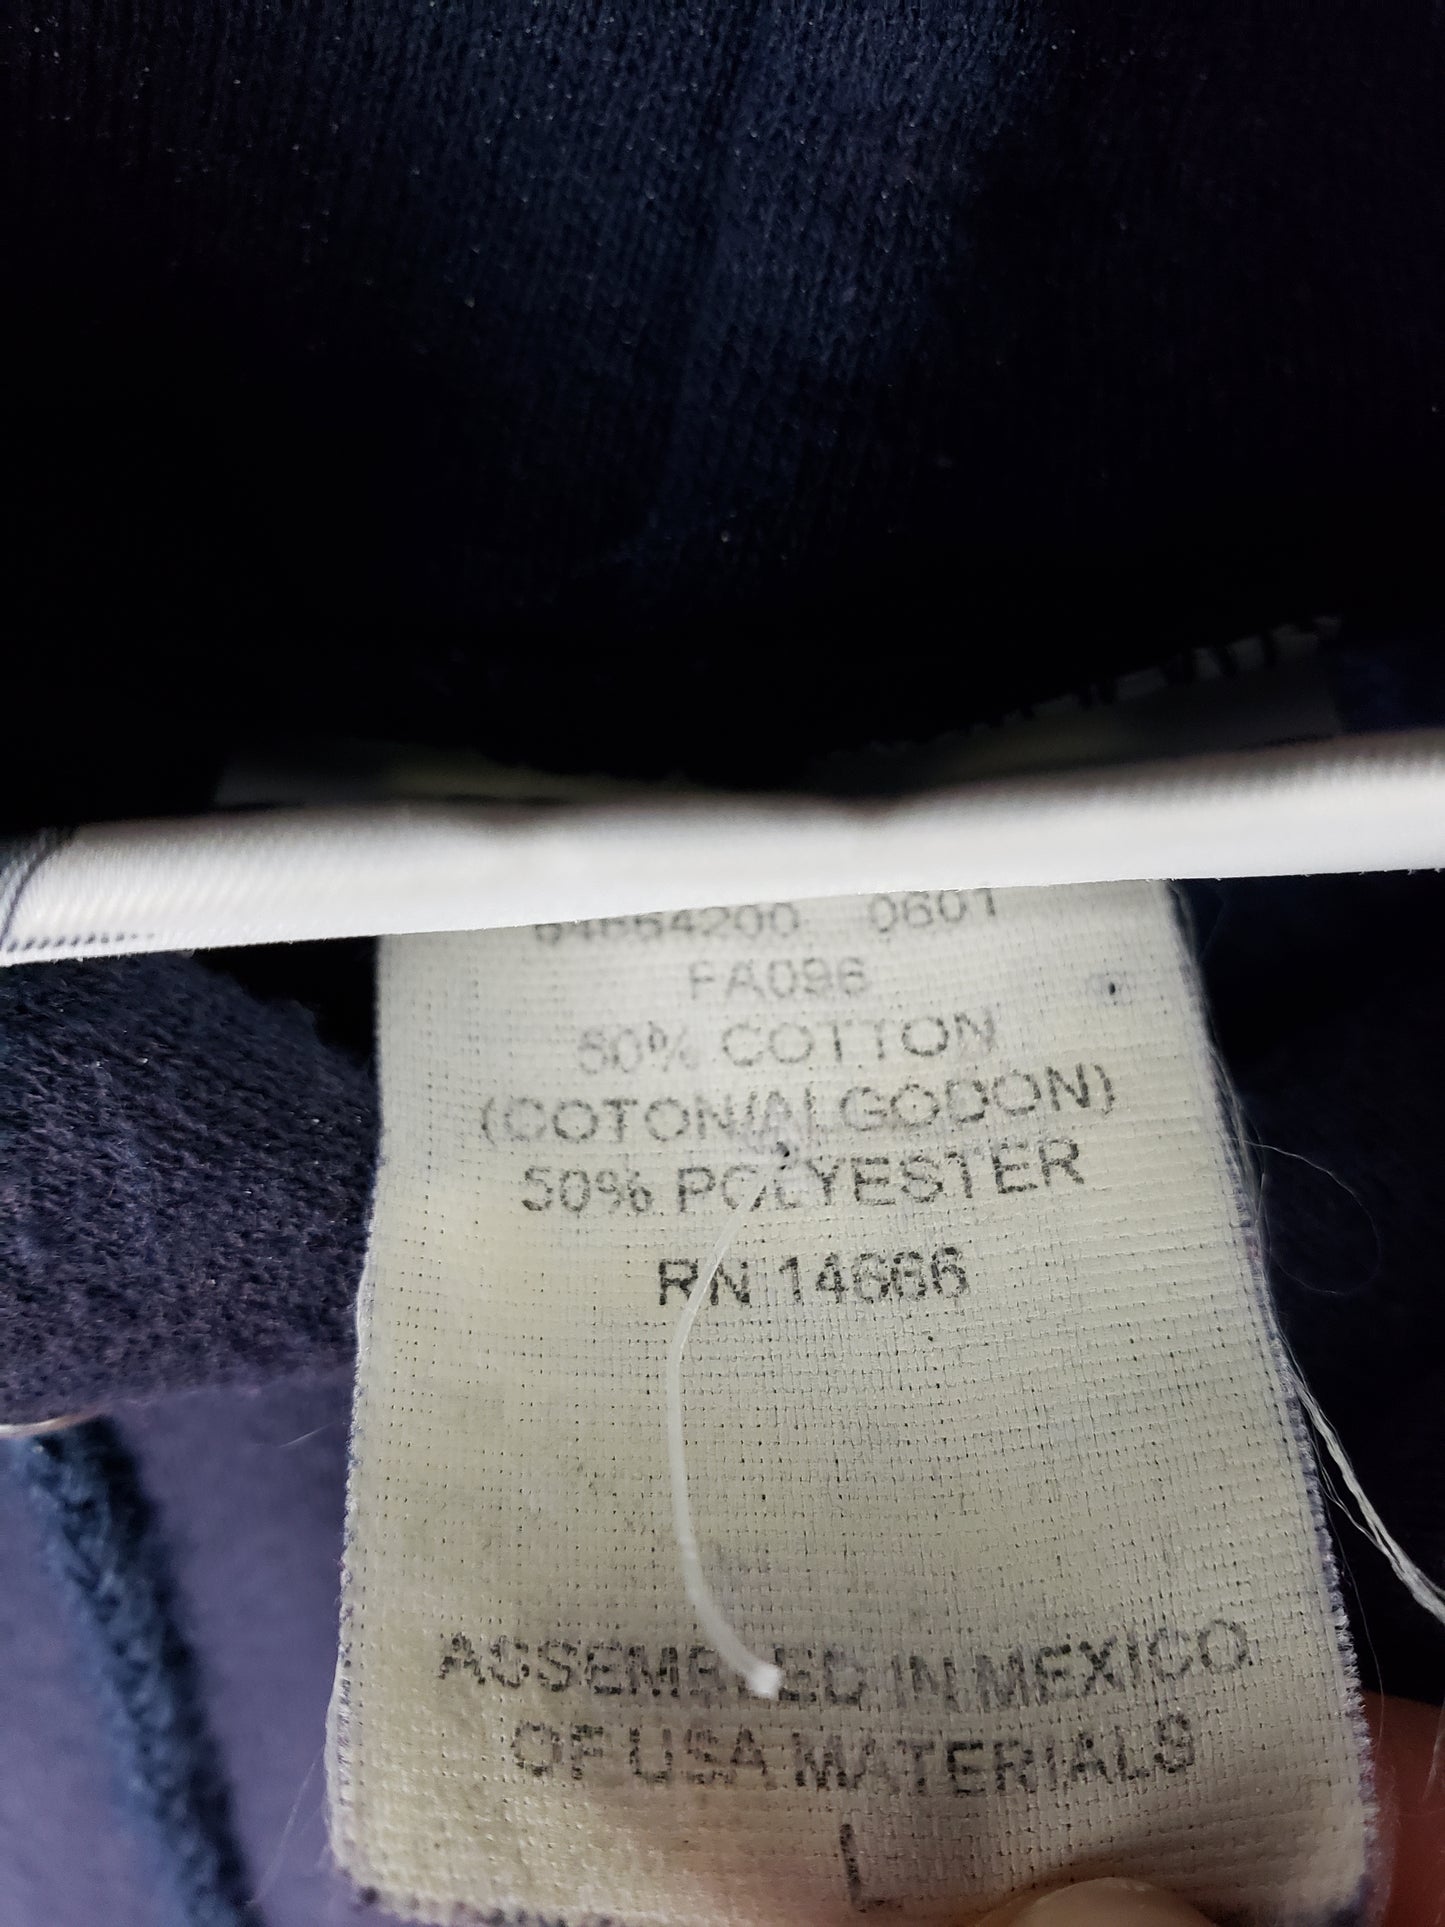 0601
FA096
50% COTTON
(COTON/ALGODON)
50% POLYESTER
RN 14666
ASSEMBLED IN MEXICO
OF USA MATERIALS
L